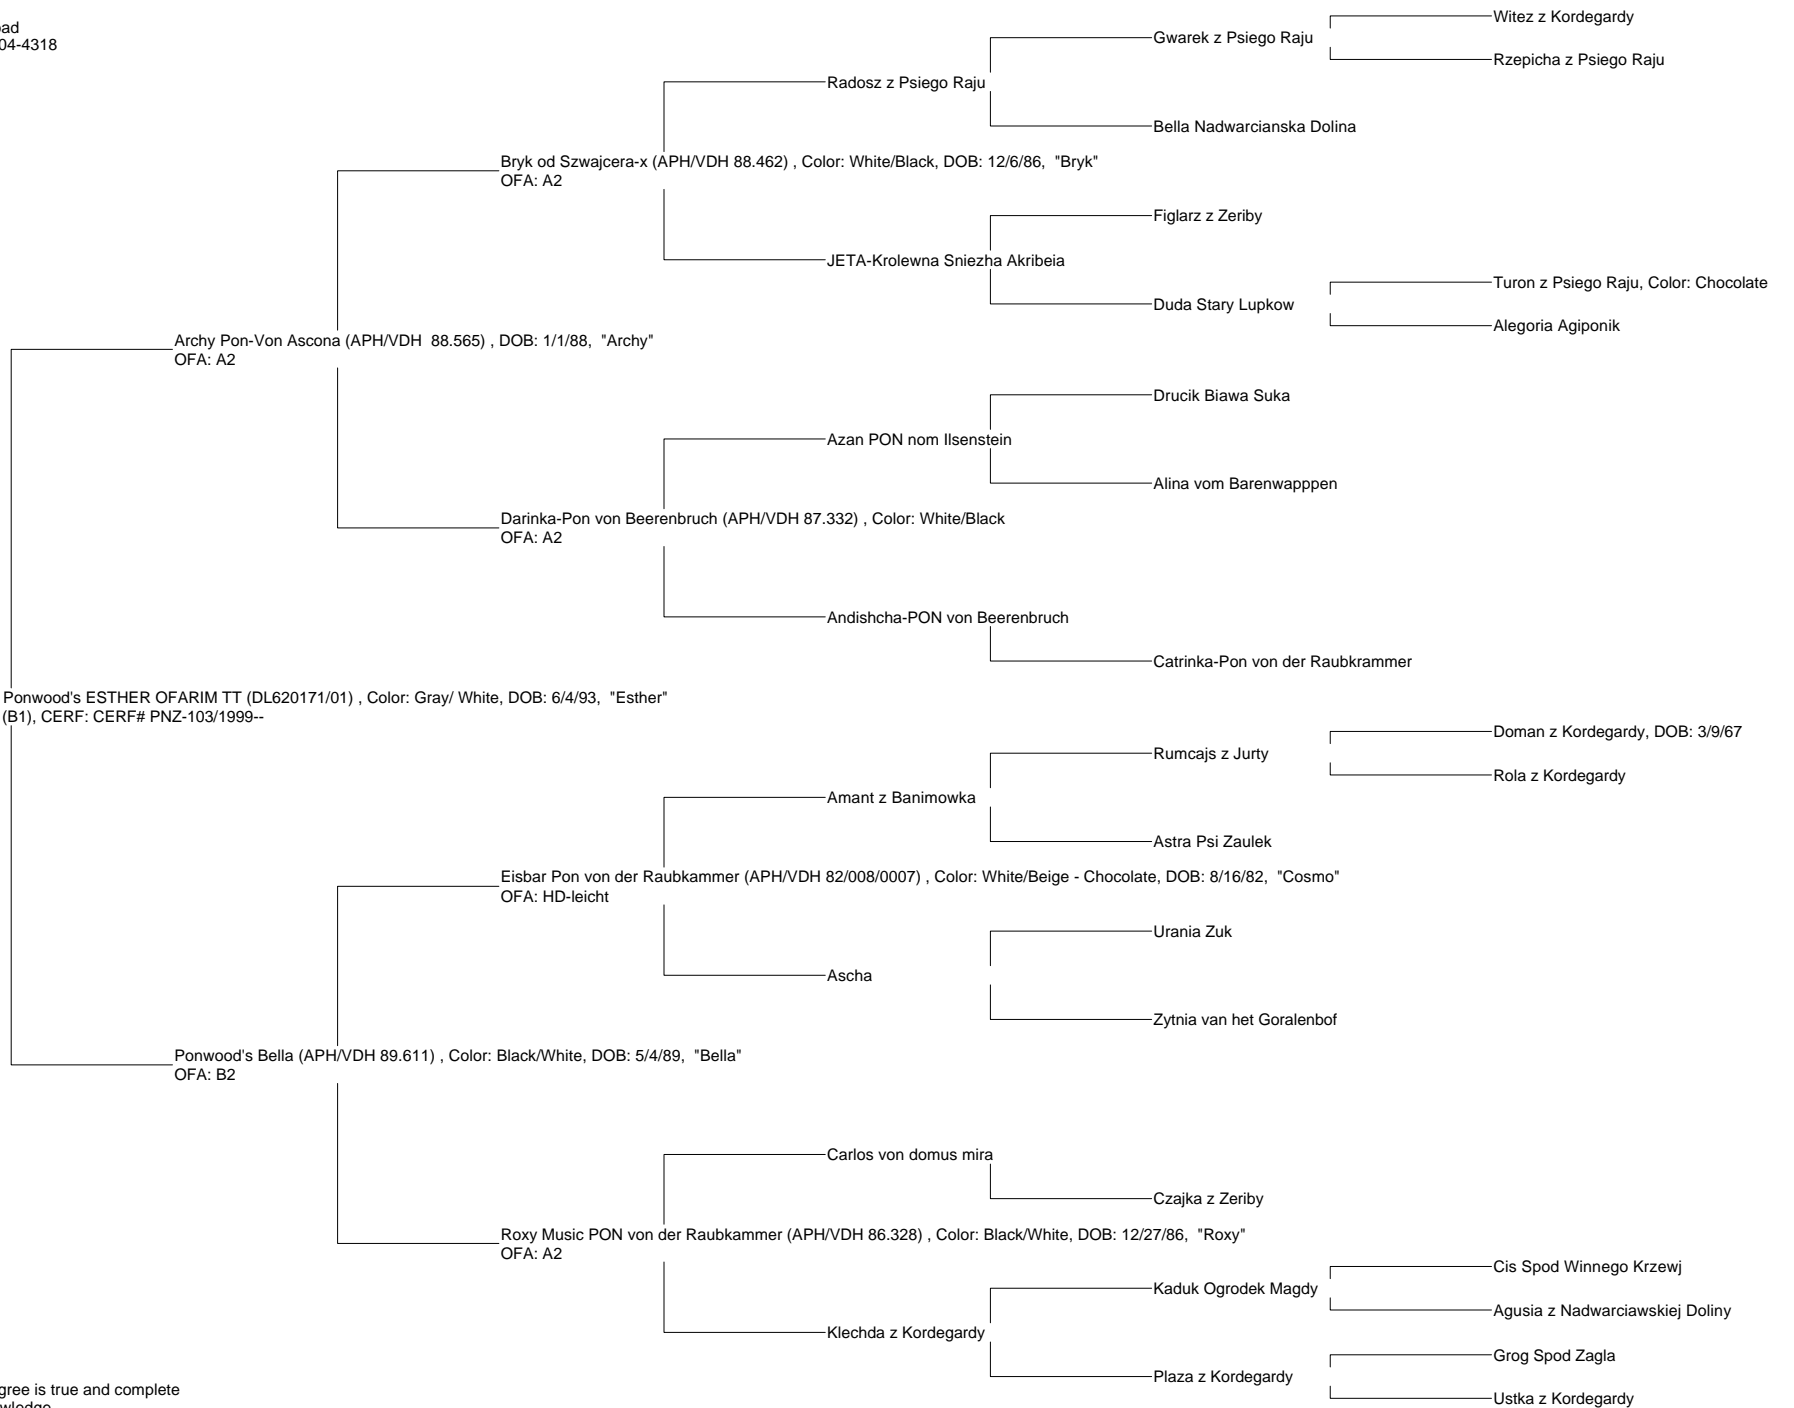 04-4318
Witez z Kordegardy
Gwarek z Psiego Raju
Rzepicha z Psiego Raju
Radosz z Psiego Raju
Bella Nadwarcianska Dolina
Bryk od Szwajcera-x (APH/VDH 88.462) , Color: White/Black, DOB: 12/6/86,  "Bryk"
OFA: A2
Figlarz z Zeriby
JETA-Krolewna Sniezha Akribeia
Turon z Psiego Raju, Color: Chocolate
Duda Stary Lupkow
Alegoria Agiponik
Archy Pon-Von Ascona (APH/VDH  88.565) , DOB: 1/1/88,  "Archy"
OFA: A2
Drucik Biawa Suka
Azan PON nom Ilsenstein
Alina vom Barenwapppen
Darinka-Pon von Beerenbruch (APH/VDH 87.332) , Color: White/Black
OFA: A2
Andishcha-PON von Beerenbruch
Catrinka-Pon von der Raubkrammer
Ponwood's ESTHER OFARIM TT (DL620171/01) , Color: Gray/ White, DOB: 6/4/93,  "Esther"
(B1), CERF: CERF# PNZ-103/1999--
Doman z Kordegardy, DOB: 3/9/67
Rumcajs z Jurty
Rola z Kordegardy
Amant z Banimowka
Astra Psi Zaulek
Eisbar Pon von der Raubkammer (APH/VDH 82/008/0007) , Color: White/Beige - Chocolate, DOB: 8/16/82,  "Cosmo"
OFA: HD-leicht
Urania Zuk
Ascha
Zytnia van het Goralenbof
Ponwood's Bella (APH/VDH 89.611) , Color: Black/White, DOB: 5/4/89,  "Bella"
OFA: B2
Carlos von domus mira
Czajka z Zeriby
Roxy Music PON von der Raubkammer (APH/VDH 86.328) , Color: Black/White, DOB: 12/27/86,  "Roxy"
OFA: A2
Cis Spod Winnego Krzewj
Kaduk Ogrodek Magdy
Agusia z Nadwarciawskiej Doliny
Klechda z Kordegardy
Grog Spod Zagla
Plaza z Kordegardy
Ustka z Kordegardy
gree is true and complete